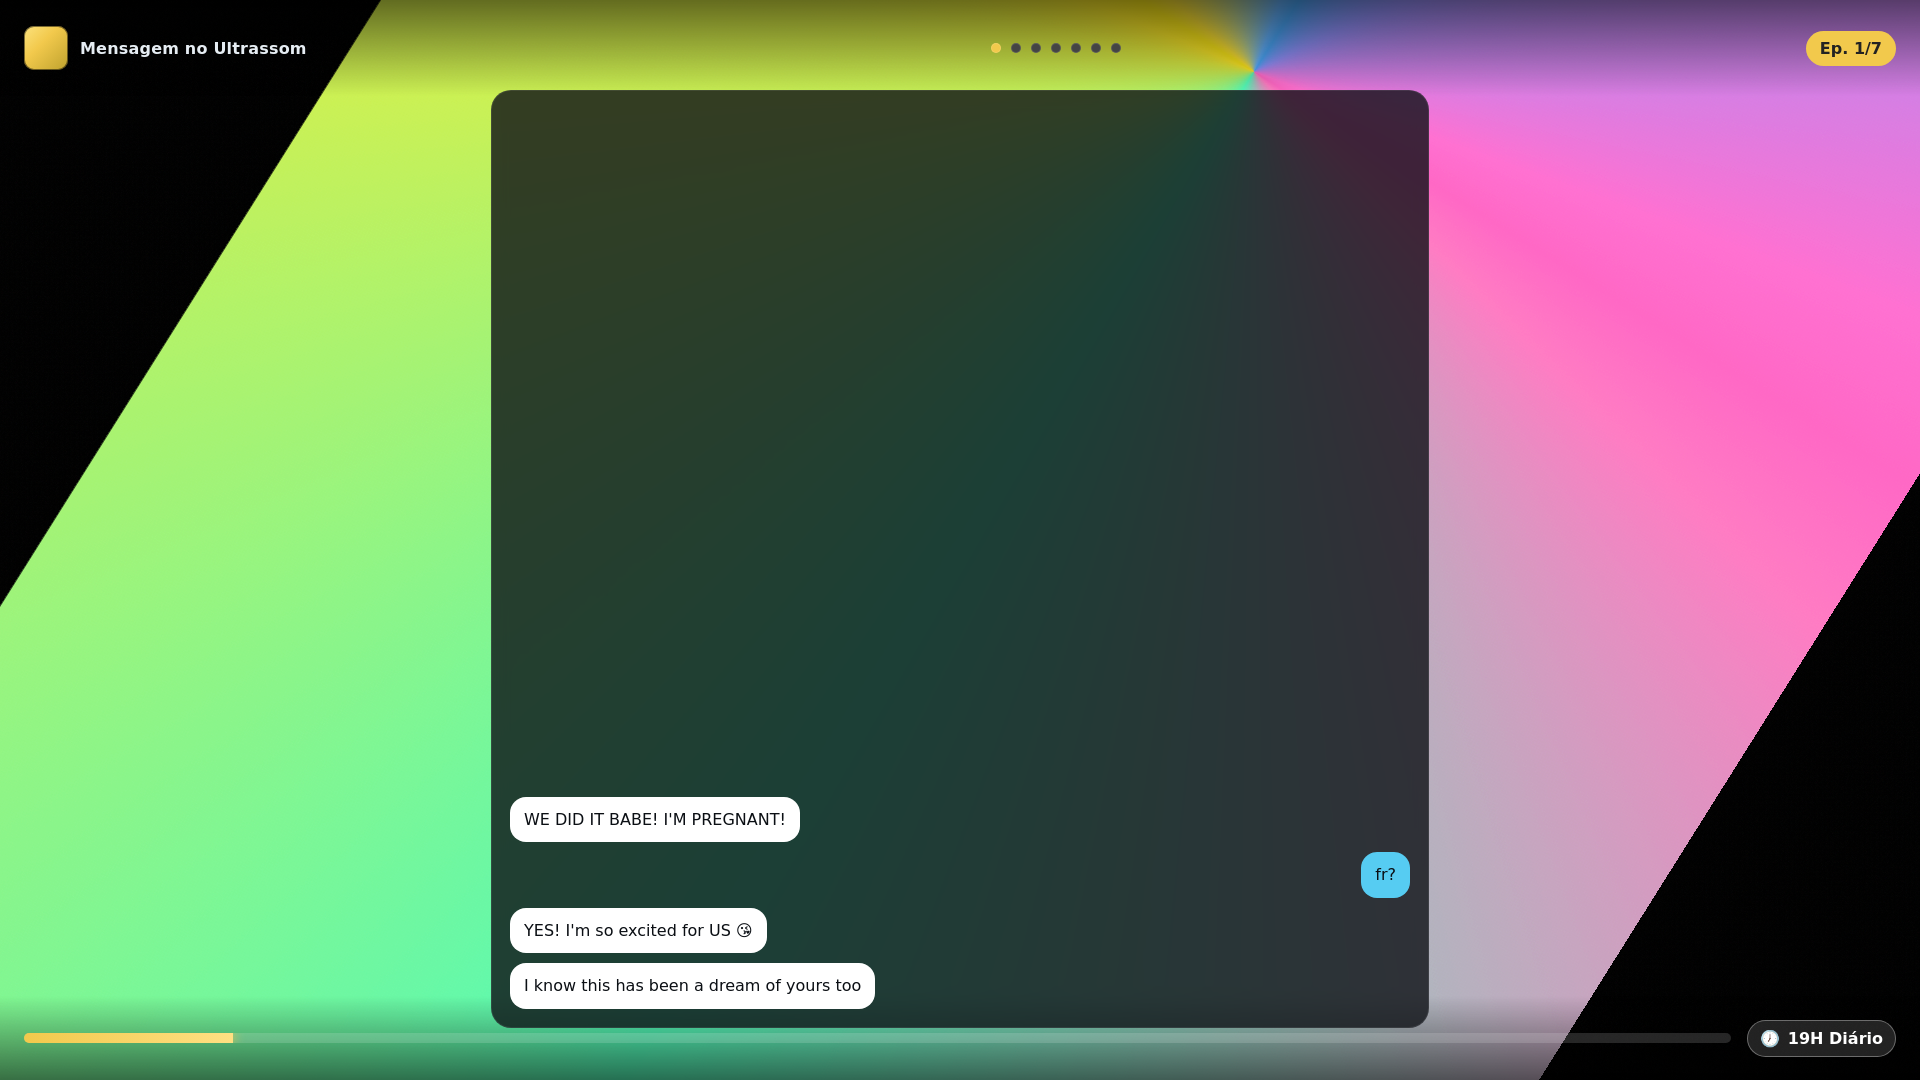 Mensagem no Ultrassom
Ep. 1/7
WE DID IT BABE! I'M PREGNANT!
fr?
YES! I'm so excited for US 😘
I know this has been a dream of yours too
🕖 19H Diário